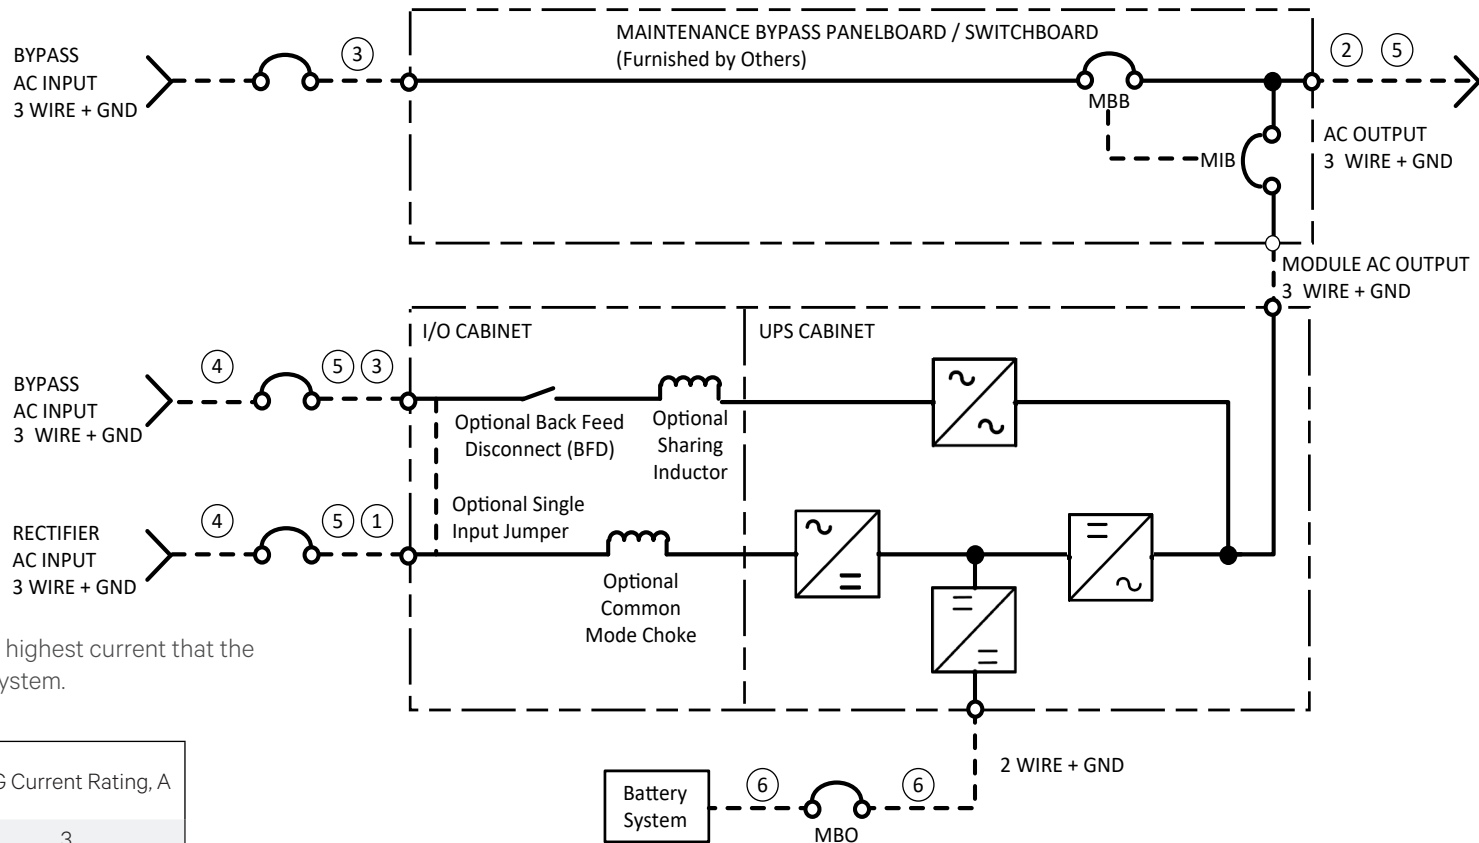 MAINTENANCE BYPASS PANELBOARD / SWITCHBOARD
(Furnished by Others)
BYPASS
AC INPUT
3 WIRE + GND
3
MBB
MIB
2 5
AC OUTPUT
3 WIRE + GND
MODULE AC OUTPUT
3 WIRE + GND
I/O CABINET
UPS CABINET
BYPASS
AC INPUT
3 WIRE + GND
4
5 3
Optional Back Feed
Disconnect (BFD)
Optional
Sharing
Inductor
Optional Single
Input Jumper
RECTIFIER
AC INPUT
3 WIRE + GND
4
5 1
Optional
Common
Mode Choke
highest current that the
ystem.
G Current Rating, A
3
2 WIRE + GND
Battery
System
6
6
MBO